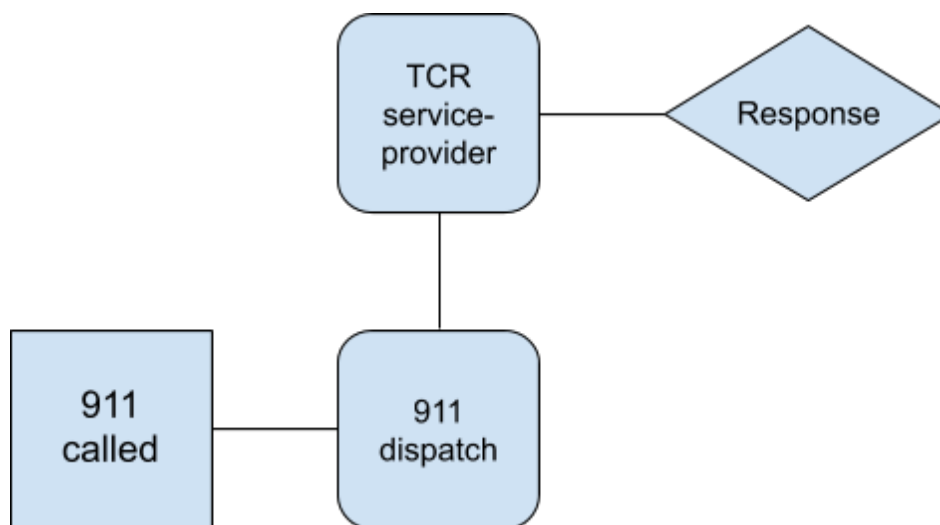 TCR
service-
provider
Response
911
called
911
dispatch